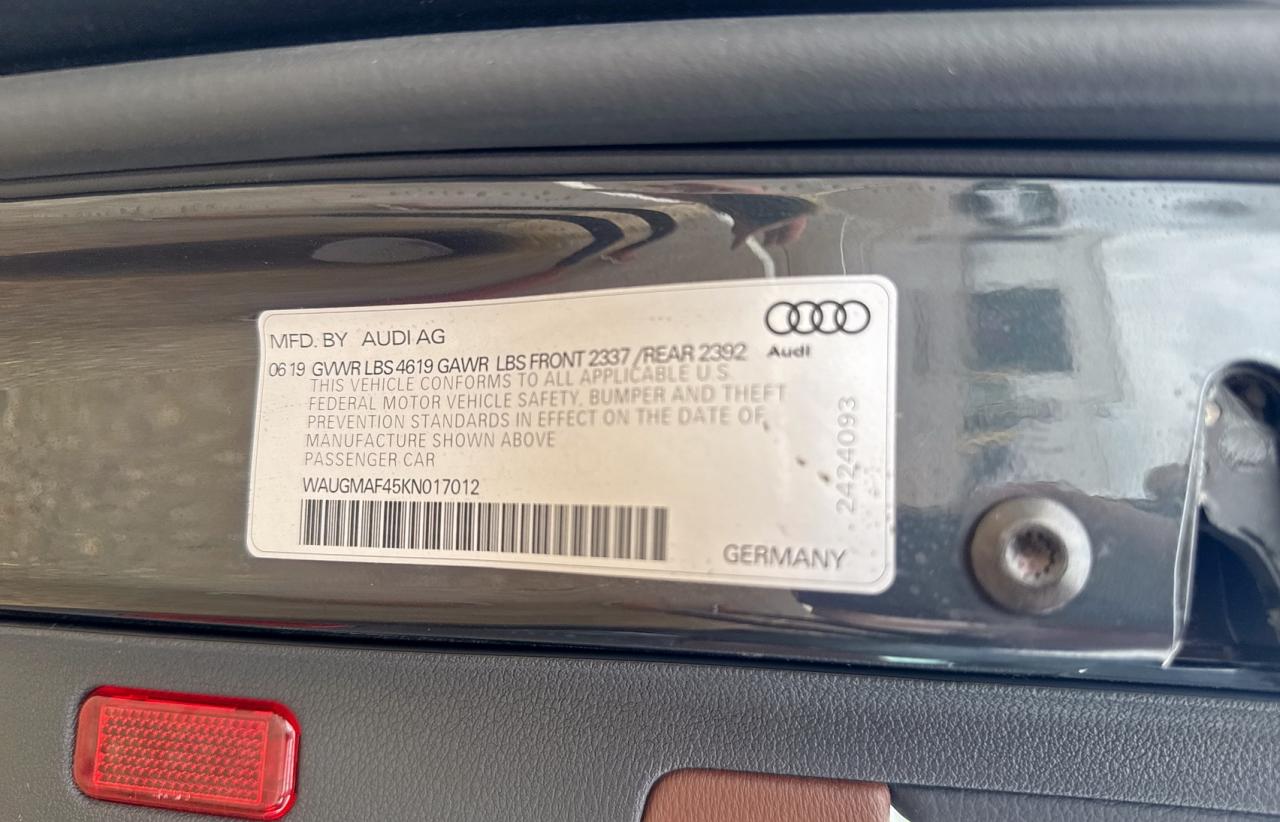 MFD. BY AUDI AG
Audi
06 19 GVWR LBS 4619 GAWR LBS FRONT 2337 /REAR 2392
THIS VEHICLE CONFORMS TO ALL APPLICABLE U.S.
FEDERAL MOTOR VEHICLE SAFETY, BUMPER AND THEFT
PREVENTION STANDARDS IN EFFECT ON THE DATE OF
MANUFACTURE SHOWN ABOVE
PASSENGER CAR
WAUGMAF45KN017012
2424093
GERMANY